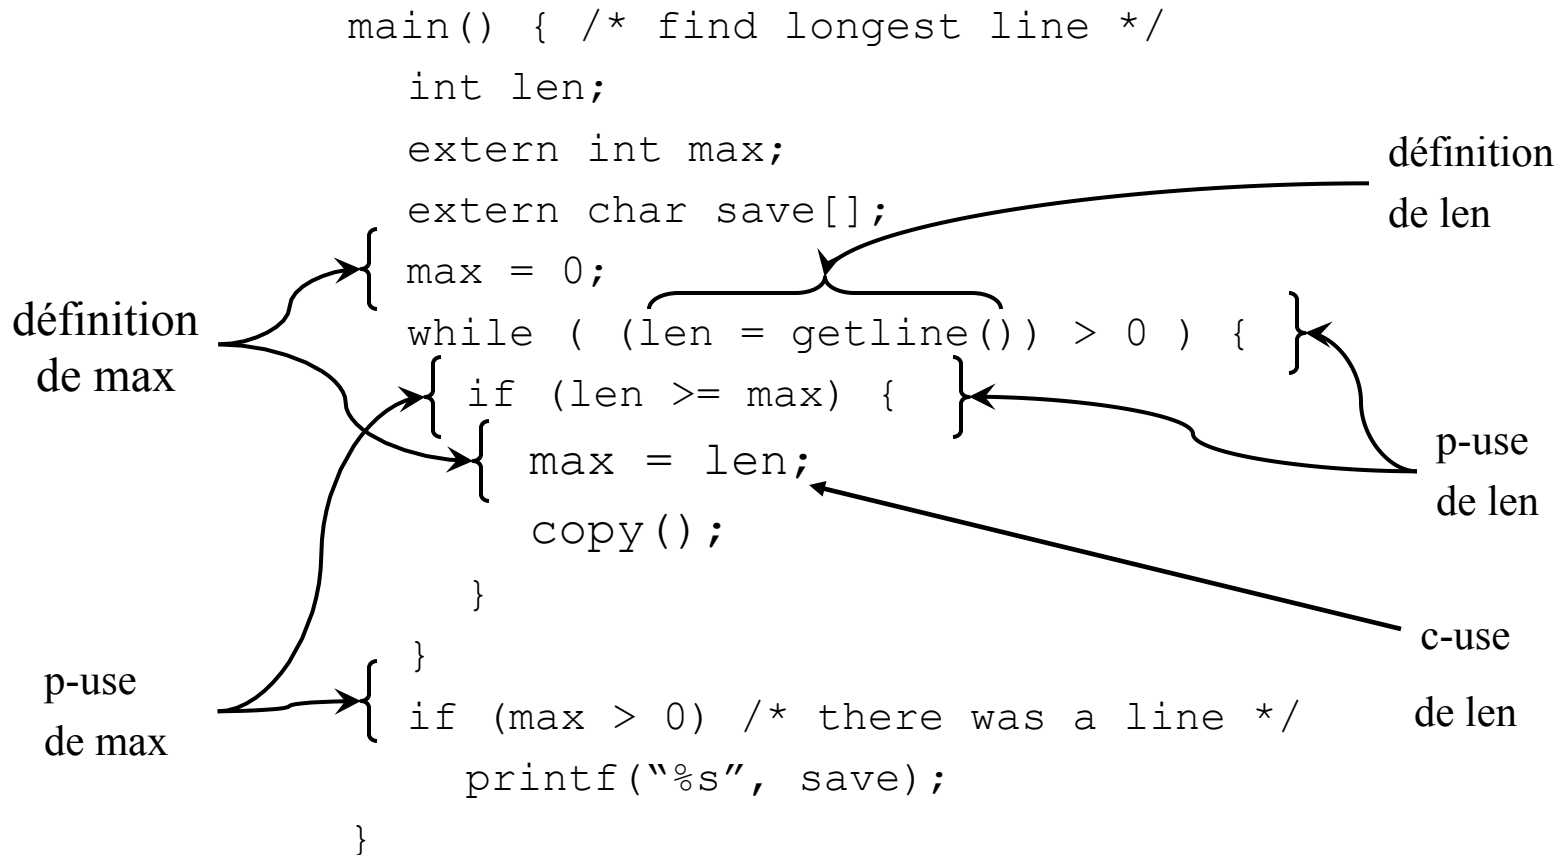 main() { /* find longest line */
int len;
extern int max;
extern char save[];
max = 0;
while ( (len = getline()) > 0 ) {
if (len >= max) {
max = len;
copy();
}
}
if (max > 0) /* there was a line */
printf(“%s”, save);
}
définition
de max
p-use
de max
définition
de len
p-use
de len
c-use
de len